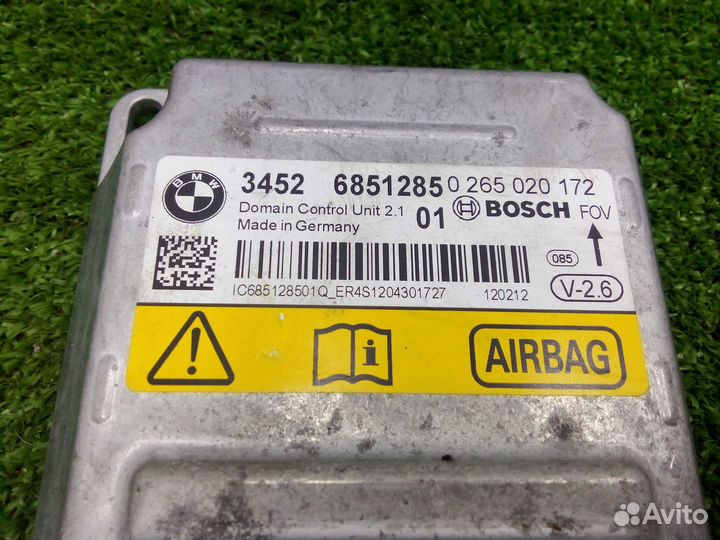 BMW
3452 6851285 0 265 020 172
Domain Control Unit 2.1 01 BOSCH FOV
Made in Germany
085
IC685128501Q_ER4S1204301727 120212
V-2.6
AIRBAG
Avito